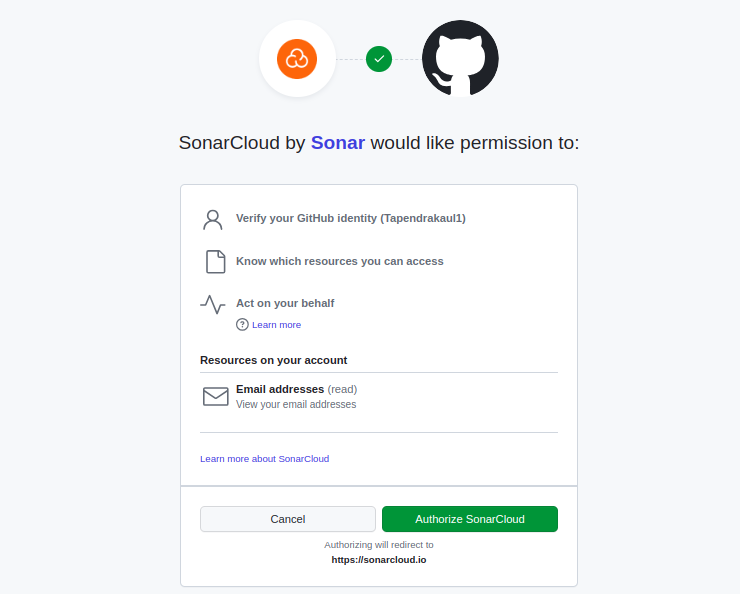 SonarCloud by Sonar would like permission to:
Verify your GitHub identity (Tapendrakaul1)
Know which resources you can access
Act on your behalf
Learn more
Resources on your account
Email addresses (read)
View your email addresses
Learn more about SonarCloud
Cancel
Authorize SonarCloud
Authorizing will redirect to
https://sonarcloud.io